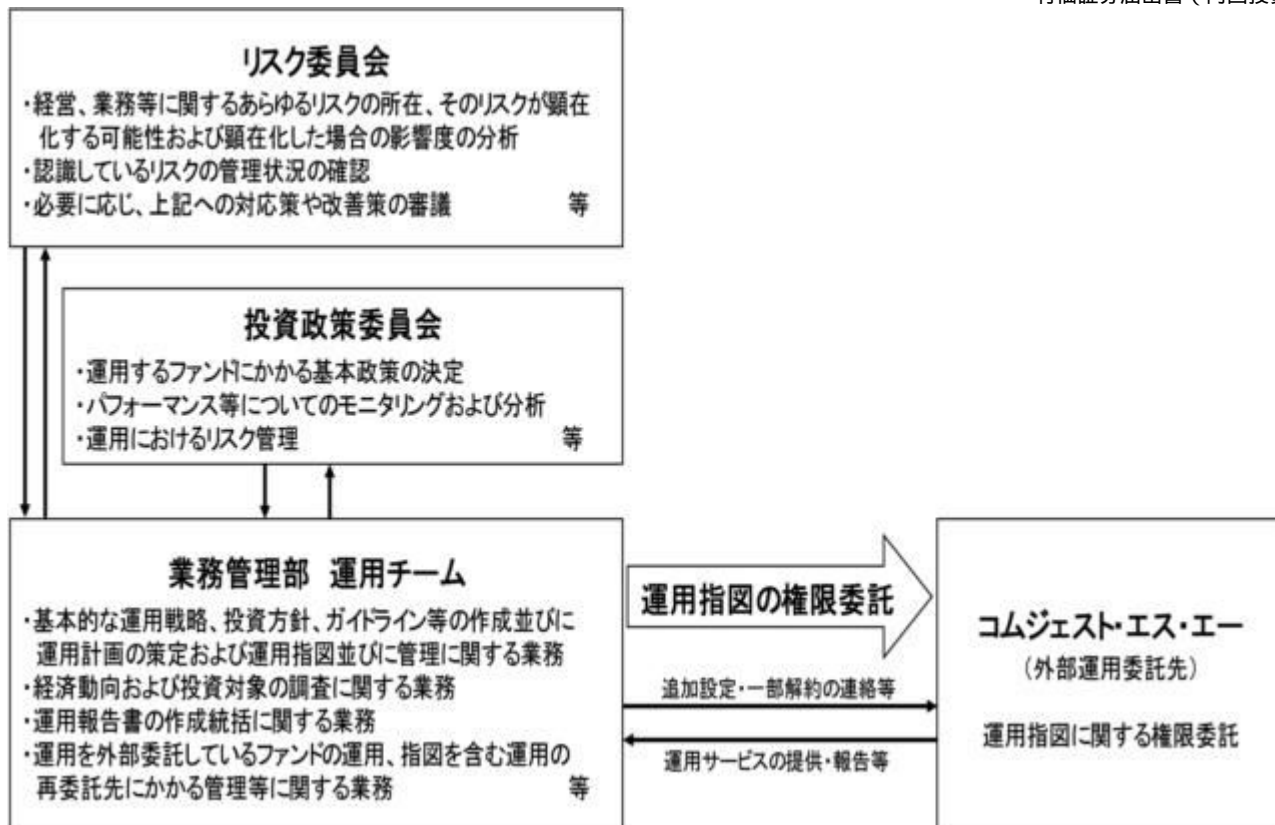 リスク委員会
・経営、業務等に関するあらゆるリスクの所在、そのリスクが顕在
化する可能性および顕在化した場合の影響度の分析
・認識しているリスクの管理状況の確認
・必要に応じ、上記への対応策や改善策の審議 等
投資政策委員会
・運用するファンドにかかる基本政策の決定
・パフォーマンス等についてのモニタリングおよび分析
・運用におけるリスク管理 等
業務管理部 運用チーム
・基本的な運用戦略、投資方針、ガイドライン等の作成並びに
運用計画の策定および運用指図並びに管理に関する業務
・経済動向および投資対象の調査に関する業務
・運用報告書の作成統括に関する業務
・運用を外部委託しているファンドの運用、指図を含む運用の
再委託先にかかる管理等に関する業務 等
運用指図の権限委託
追加設定・一部解約の連絡等
運用サービスの提供・報告等
コムジェスト・エス・エー
（外部運用委託先）
運用指図に関する権限委託